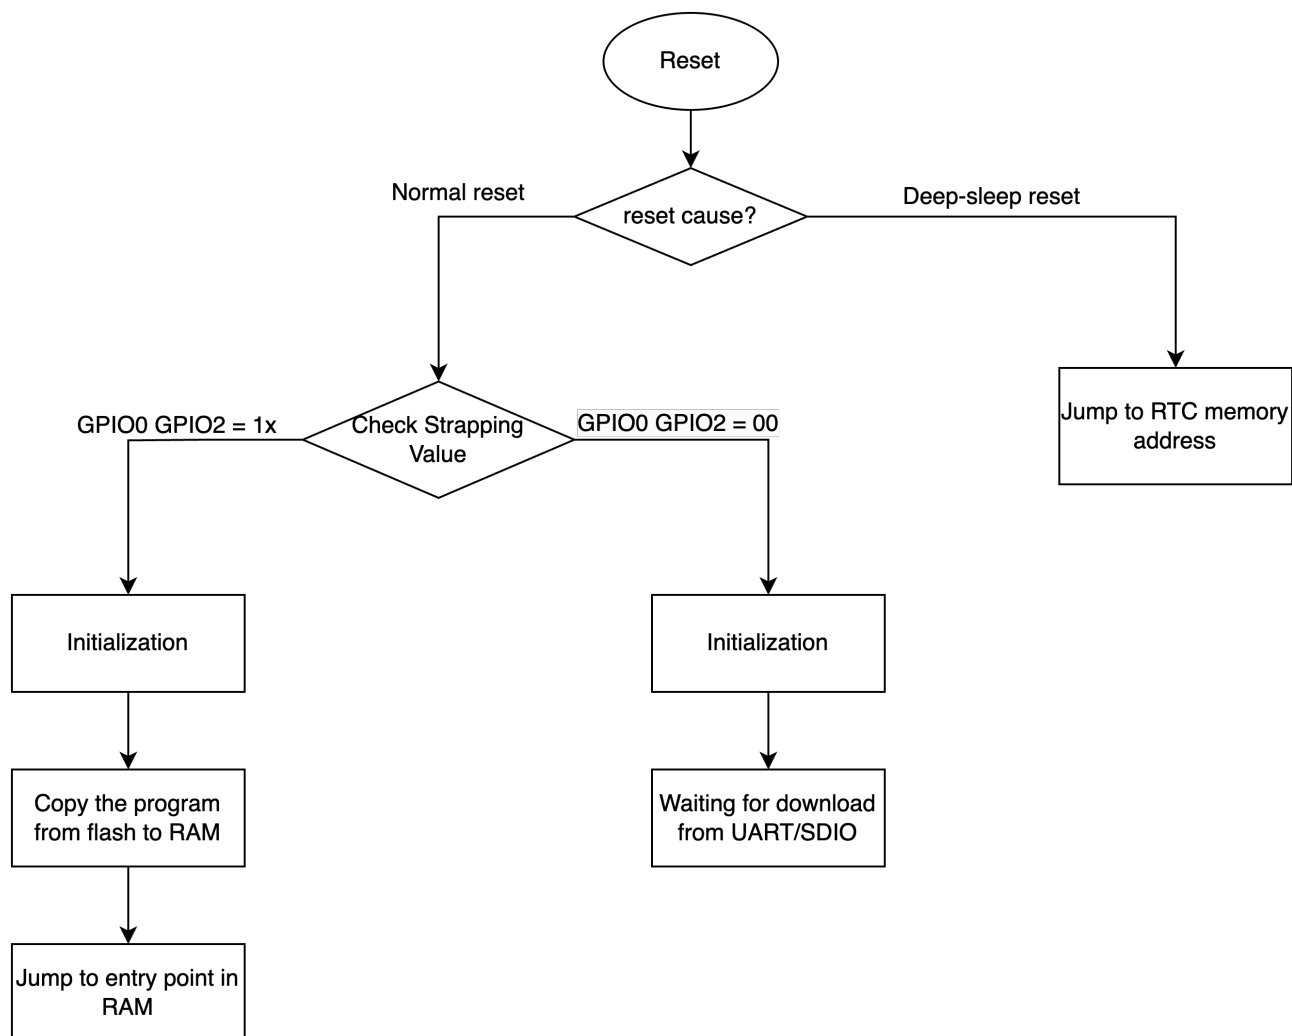 Reset
Normal reset
reset cause?
Deep-sleep reset
GPIO0 GPIO2 = 1x
Check Strapping
Value
GPIO0 GPIO2 = 00
Jump to RTC memory
address
Initialization
Initialization
Copy the program
from flash to RAM
Waiting for download
from UART/SDIO
Jump to entry point in
RAM